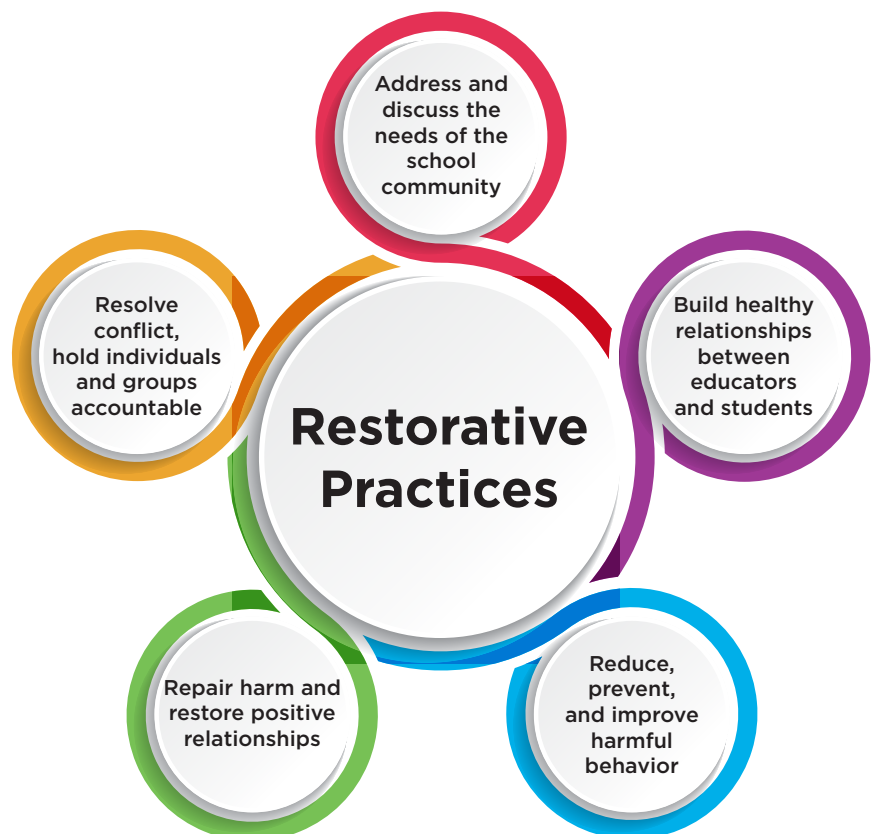 Address and
discuss the
needs of the
school
community
Build healthy
relationships
between
educators
and students
Reduce,
prevent,
and improve
harmful
behavior
Repair harm and
restore positive
relationships
Resolve
conflict,
hold individuals
and groups
accountable
Restorative
Practices